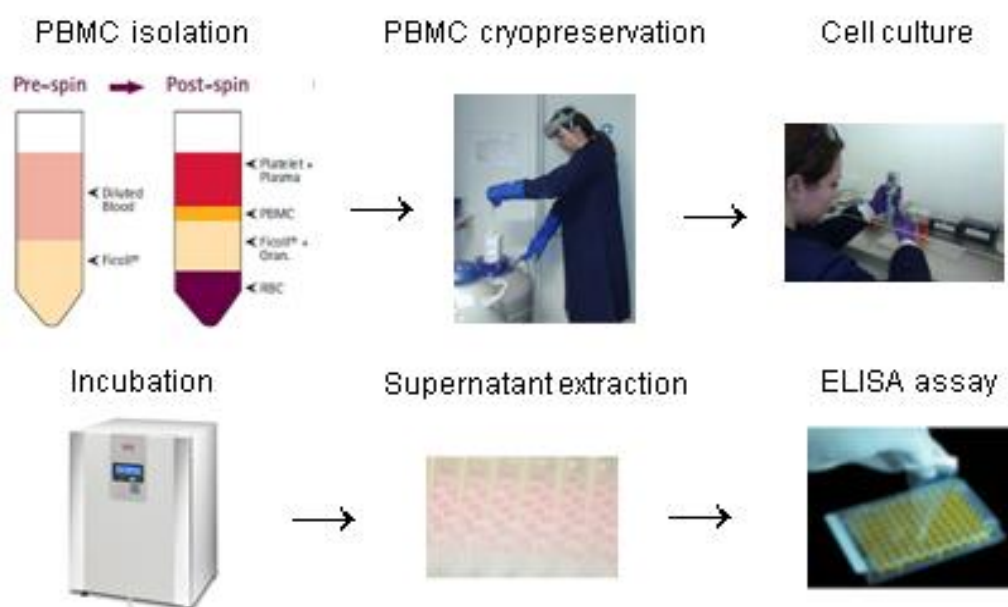 PBMC isolation
PBMC cryopreservation
Cell culture
Pre-spin
Post-spin
Diluted
Blood
Ficoll®
Platelet +
Plasma
PBMC
Ficoll® +
Gran.
RBC
Incubation
Supernatant extraction
ELISA assay